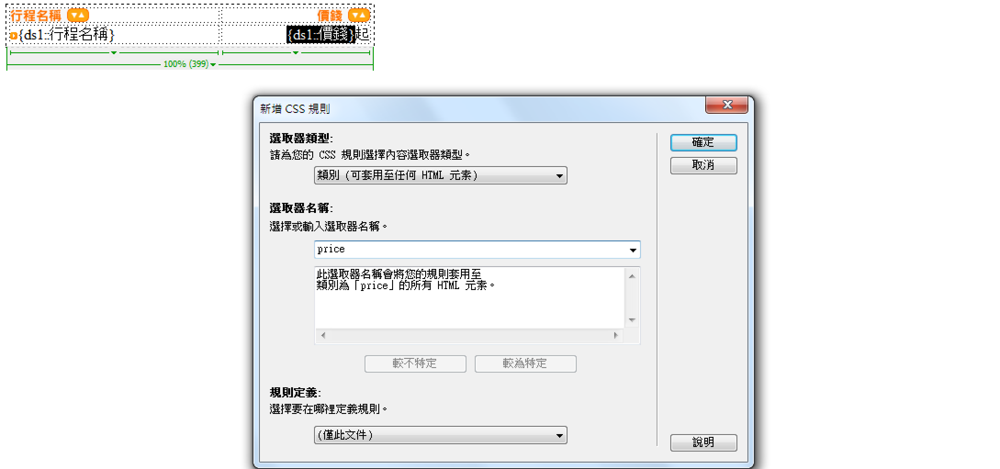 行程名稱 價錢
{ds1::行程名稱} {ds1::價錢}起
100% (399)
新增 CSS 規則
選取器類型:
請為您的 CSS 規則選擇內容選取器類型。
類別 (可套用至任何 HTML 元素)
確定
取消
選取器名稱:
選擇或輸入選取器名稱。
price
此選取器名稱會將您的規則套用至
類別為「price」的所有 HTML 元素。
較不特定 較為特定
規則定義:
選擇要在哪裡定義規則。
(僅此文件)
說明